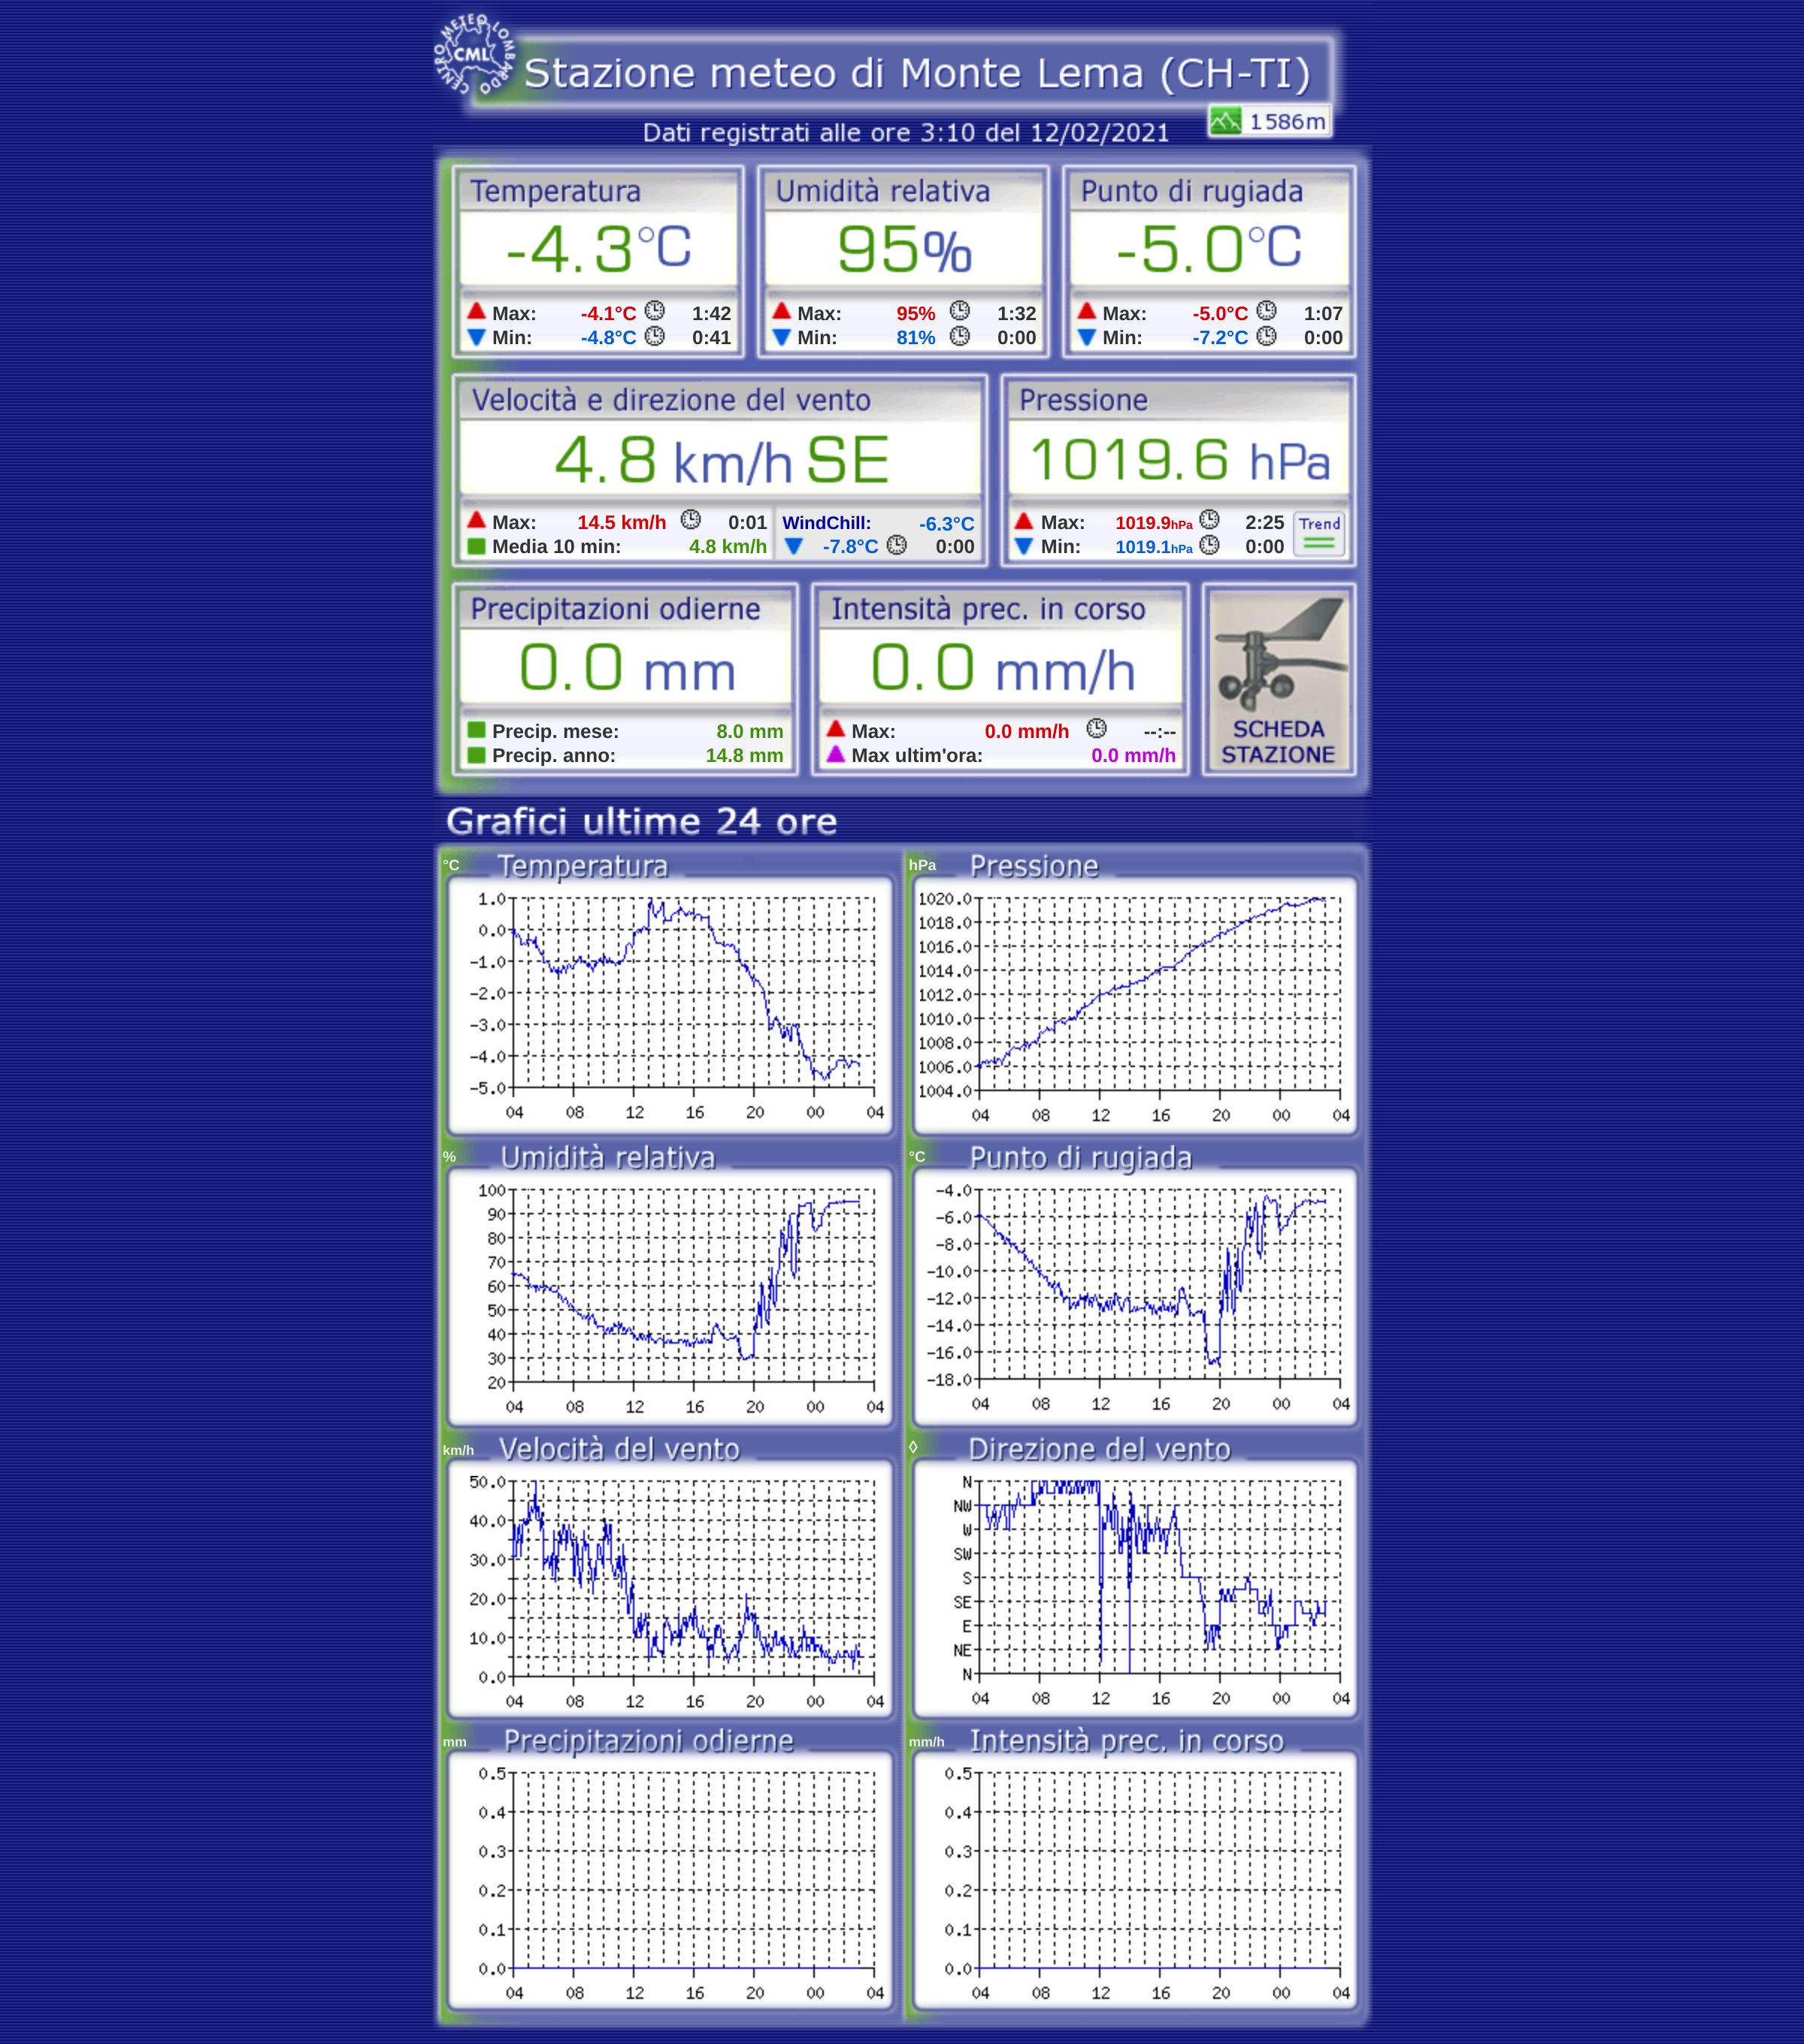 CENTRO METEO LOMBARDO
CML
Stazione meteo di Monte Lema (CH-TI)
1586m
Dati registrati alle ore 3:10 del 12/02/2021
Temperatura
-4.3°C
Max: -4.1°C 1:42
Min: -4.8°C 0:41
Umidità relativa
95%
Max: 95% 1:32
Min: 81% 0:00
Punto di rugiada
-5.0°C
Max: -5.0°C 1:07
Min: -7.2°C 0:00
Velocità e direzione del vento
4.8 km/h SE
Max: 14.5 km/h 0:01
Media 10 min: 4.8 km/h
WindChill: -6.3°C
-7.8°C 0:00
Pressione
1019.6 hPa
Max: 1019.9hPa 2:25
Min: 1019.1hPa 0:00
Trend
Precipitazioni odierne
0.0 mm
Precip. mese: 8.0 mm
Precip. anno: 14.8 mm
Intensità prec. in corso
0.0 mm/h
Max: 0.0 mm/h --:--
Max ultim'ora: 0.0 mm/h
SCHEDA
STAZIONE
Grafici ultime 24 ore
°C Temperatura
1.0
0.0
-1.0
-2.0
-3.0
-4.0
-5.0
04 08 12 16 20 00 04
hPa Pressione
1020.0
1018.0
1016.0
1014.0
1012.0
1010.0
1008.0
1006.0
1004.0
04 08 12 16 20 00 04
% Umidità relativa
100
90
80
70
60
50
40
30
20
04 08 12 16 20 00 04
°C Punto di rugiada
-4.0
-6.0
-8.0
-10.0
-12.0
-14.0
-16.0
-18.0
04 08 12 16 20 00 04
km/h Velocità del vento
50.0
40.0
30.0
20.0
10.0
0.0
04 08 12 16 20 00 04
◊ Direzione del vento
N
NW
W
SW
S
SE
E
NE
N
04 08 12 16 20 00 04
mm Precipitazioni odierne
0.5
0.4
0.3
0.2
0.1
0.0
04 08 12 16 20 00 04
mm/h Intensità prec. in corso
0.5
0.4
0.3
0.2
0.1
0.0
04 08 12 16 20 00 04